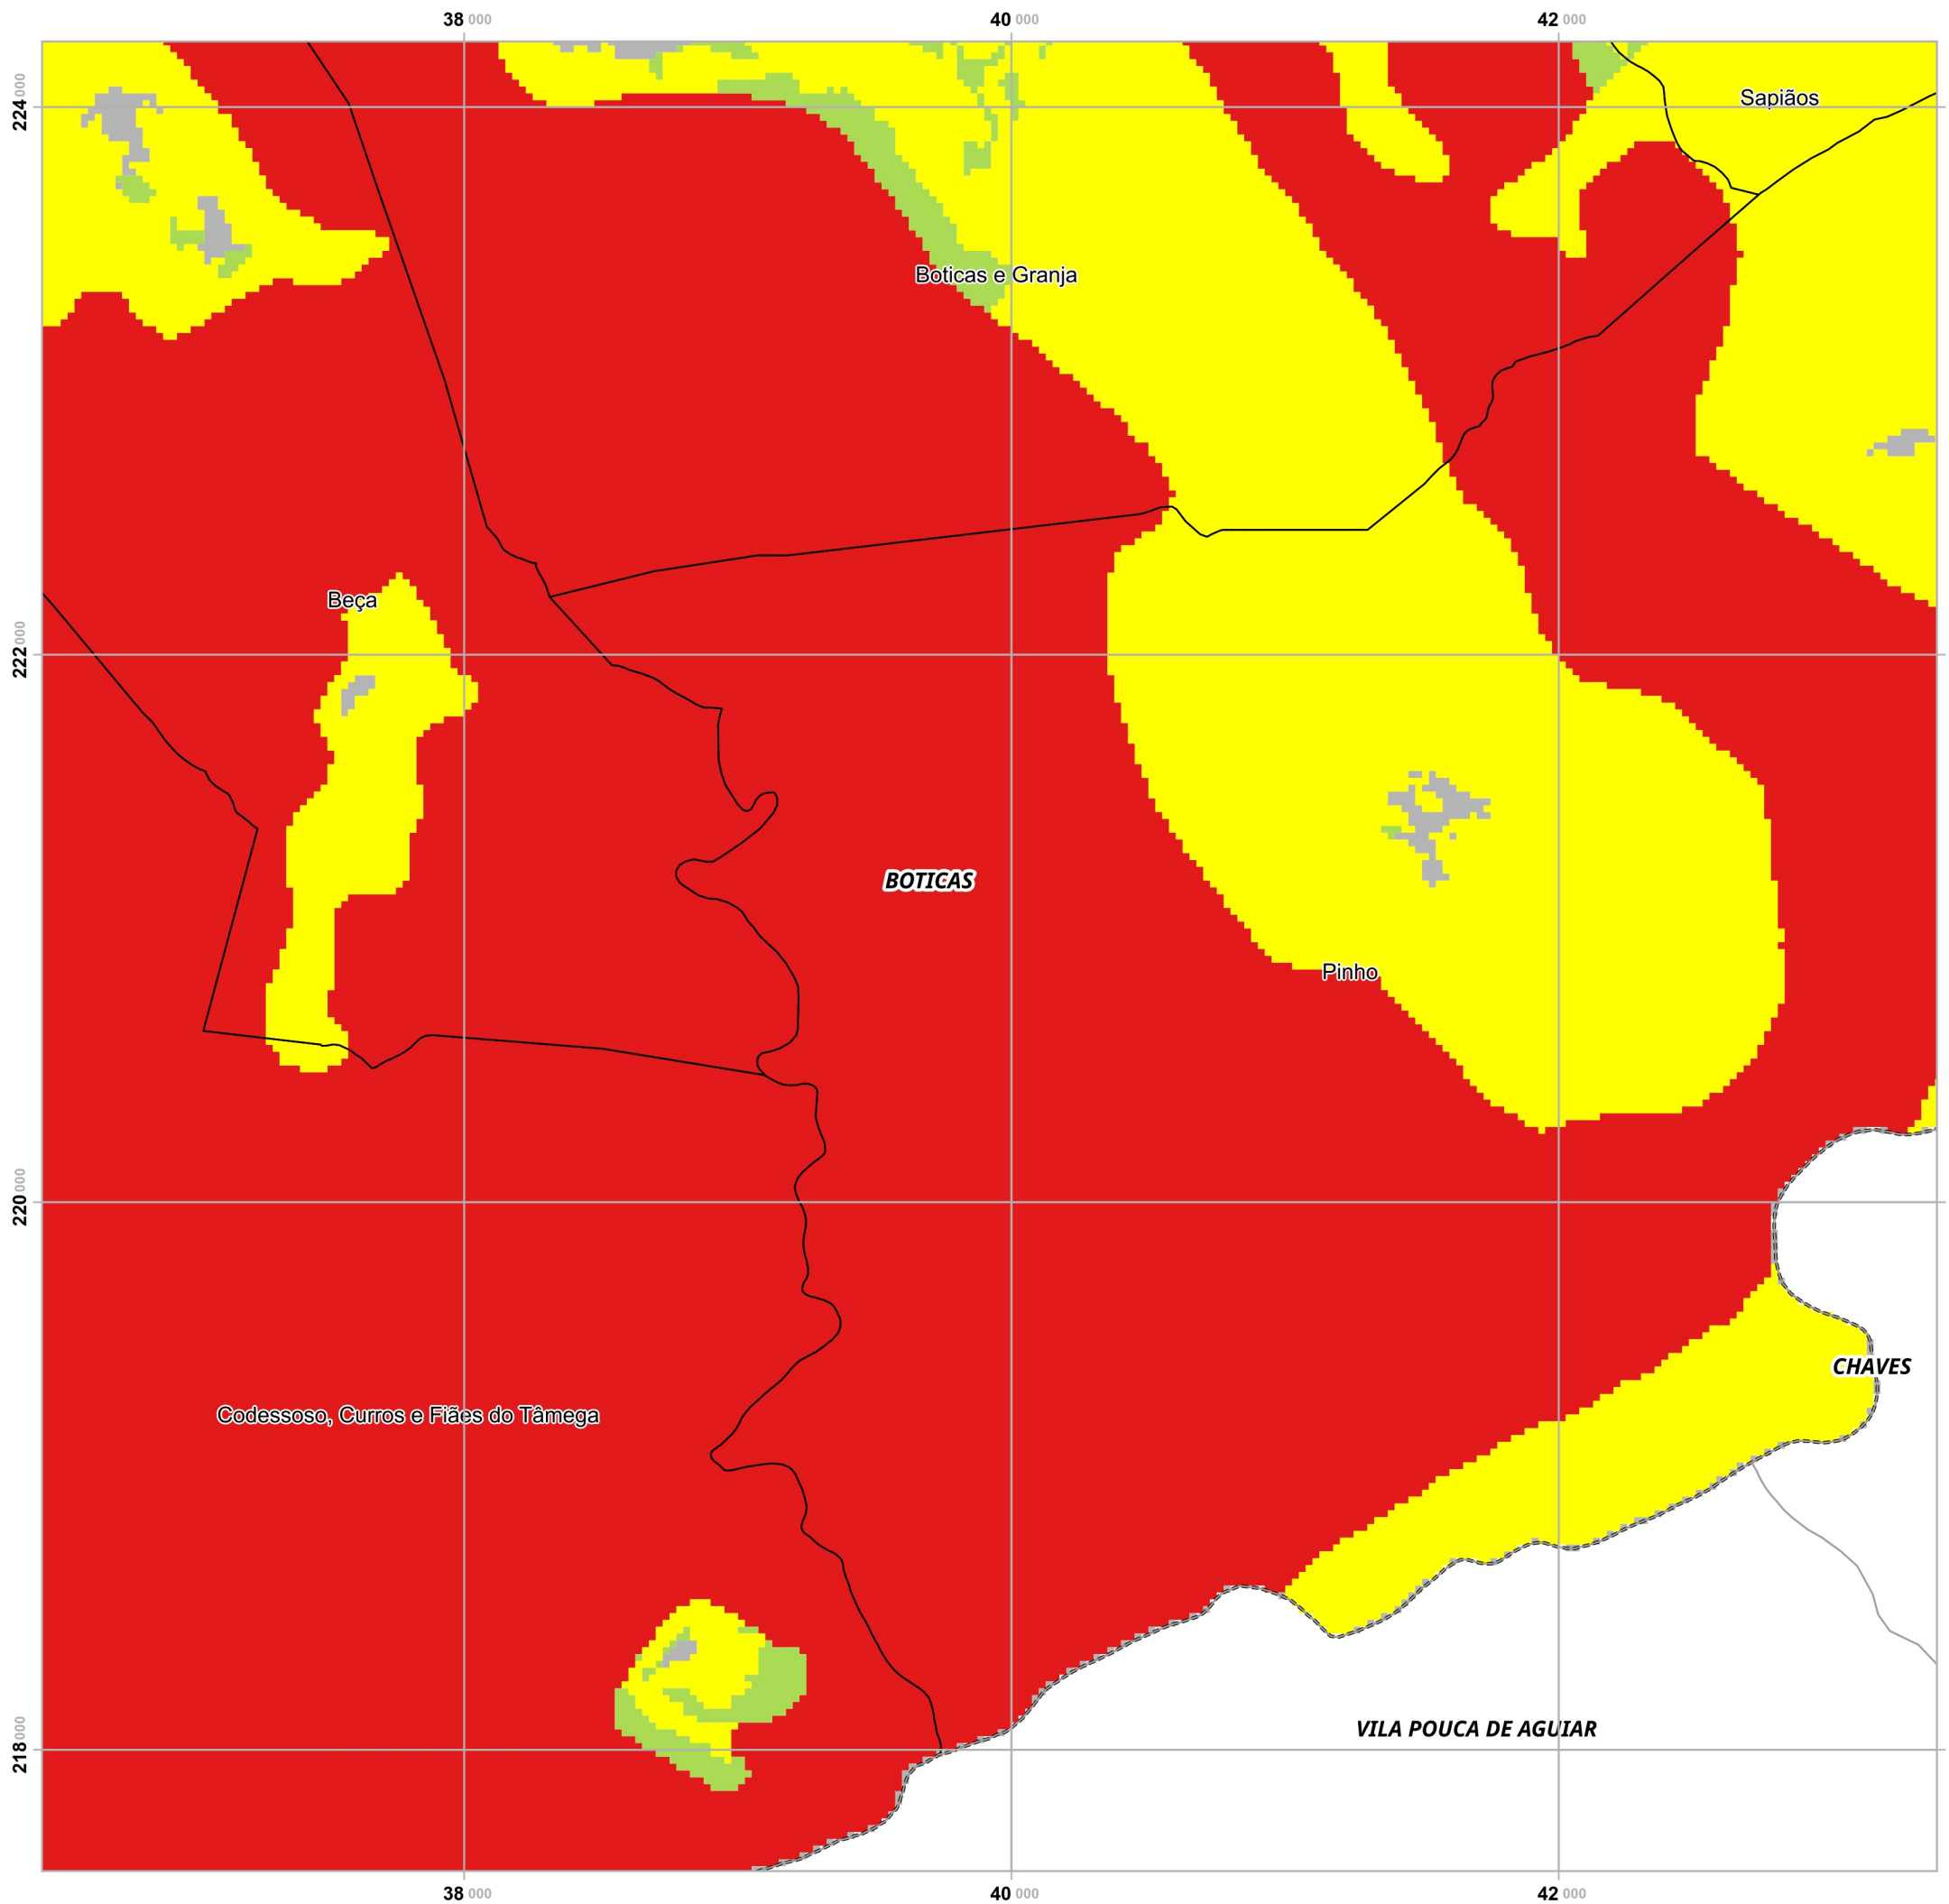 38 000 40 000 42 000
224 000
Sapiãos
Boticas e Granja
Beça
222 000
BOTICAS
Pinho
220 000
CHAVES
Codessoso, Curros e Fiães do Tâmega
VILA POUCA DE AGUIAR
218 000
38 000 40 000 42 000